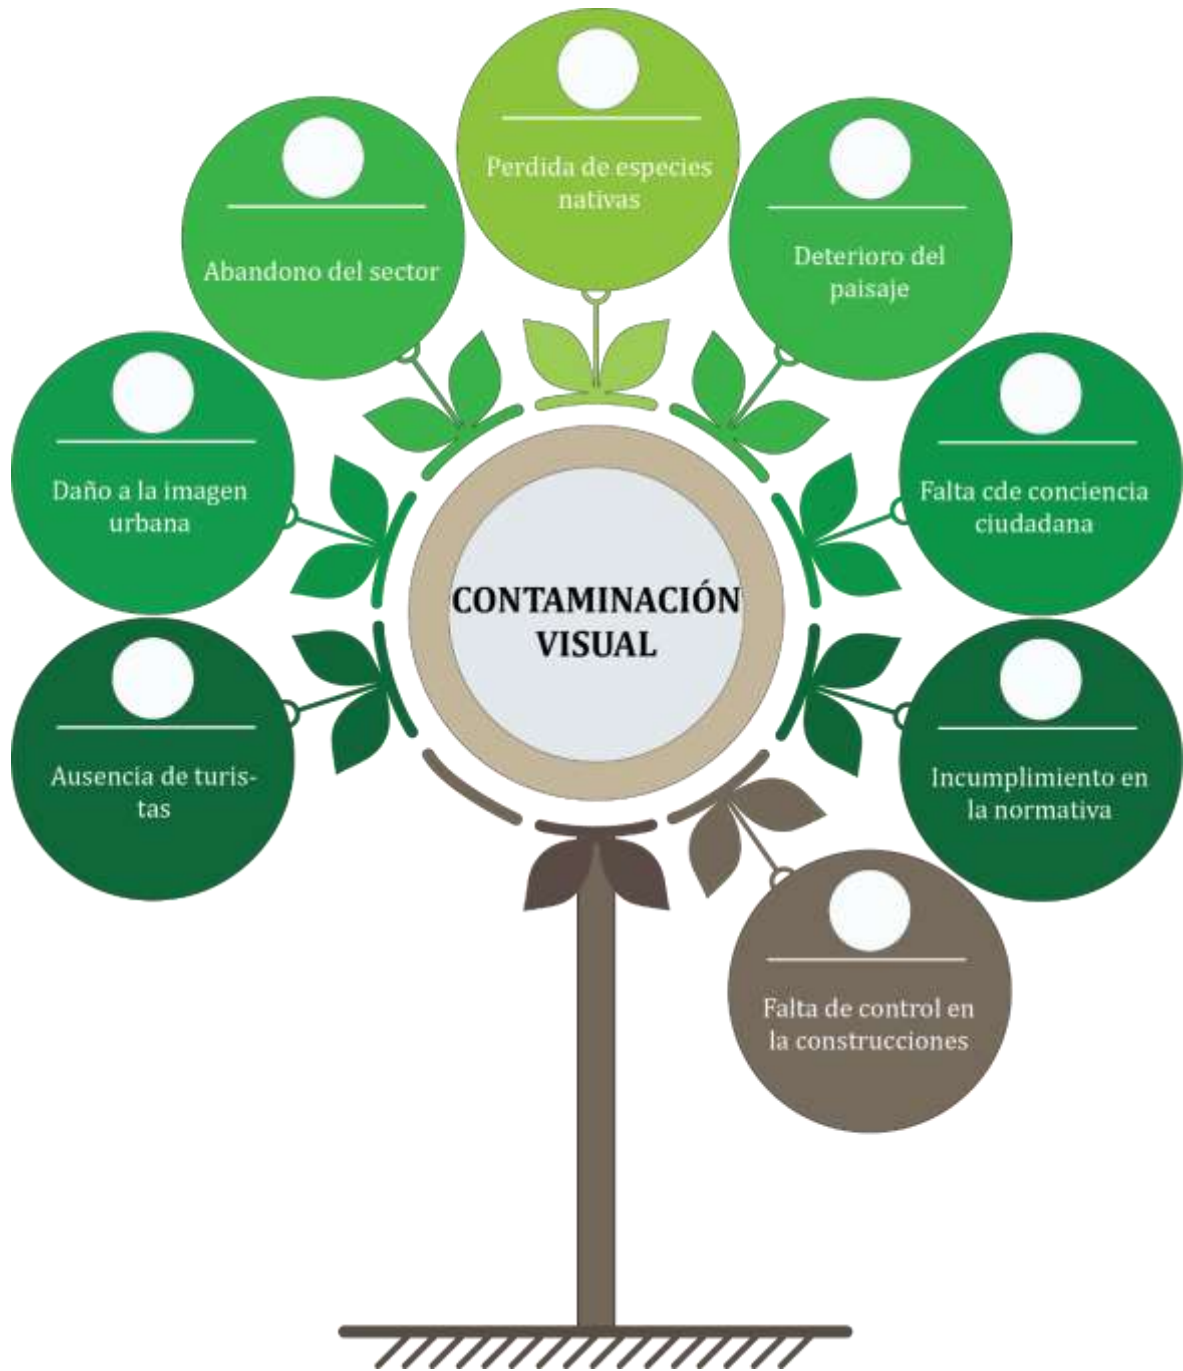 Perdida de especies
nativas
Abandono del sector
Deterioro del
paisaje
Daño a la imagen
urbana
Falta cde conciencia
ciudadana
CONTAMINACIÓN
VISUAL
Ausencia de turis-
tas
Incumplimiento en
la normativa
Falta de control en
la construcciones